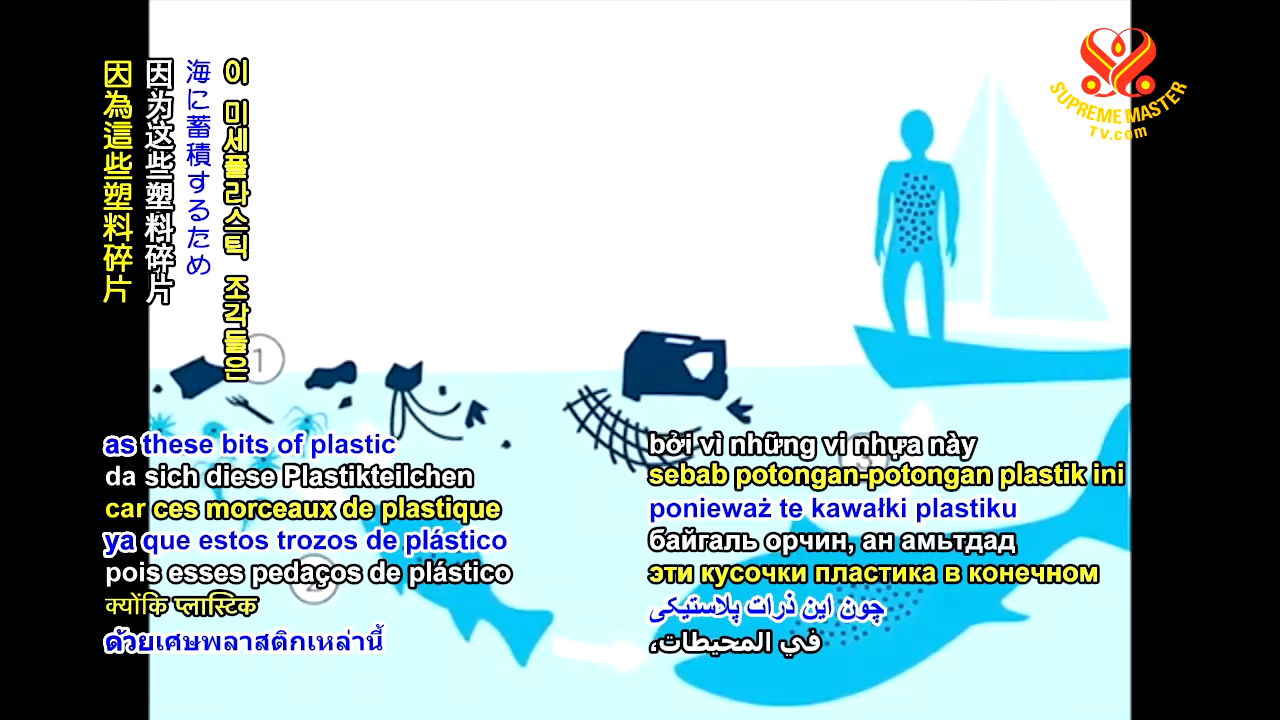 因為這些塑料碎片
因为这些塑料碎片
海に蓄積するため
이 미세플라스틱 조각들은
SUPREME MASTER
TV.com
1
as these bits of plastic
da sich diese Plastikteilchen
car ces morceaux de plastique
ya que estos trozos de plástico
pois esses pedaços de plástico
क्योंकि प्लास्टिक
ด้วยเศษพลาสติกเหล่านี้
bởi vì những vi nhựa này
sebab potongan-potongan plastik ini
ponieważ te kawałki plastiku
байгаль орчин, ан амьтдад
эти кусочки пластика в конечном
چون این ذرات پلاستیکی
في المحيطات،
2
3